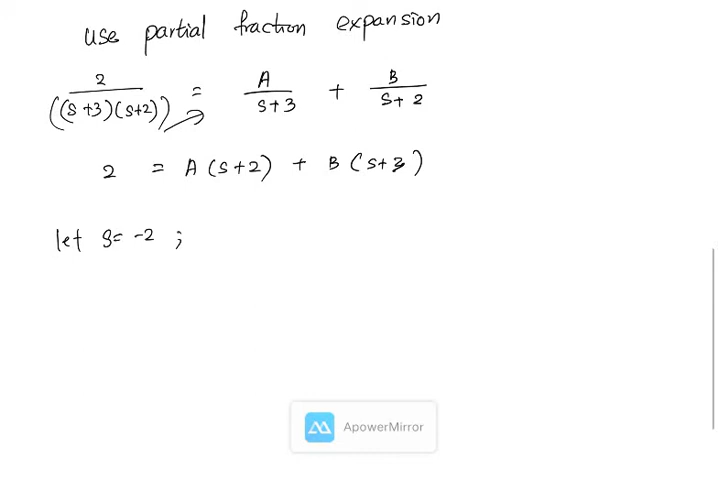 use partial fraction expansion
2/((s+3)(s+2)) = A/(s+3) + B/(s+2)
2 = A(s+2) + B(s+3)
let s= -2 ;
ApowerMirror